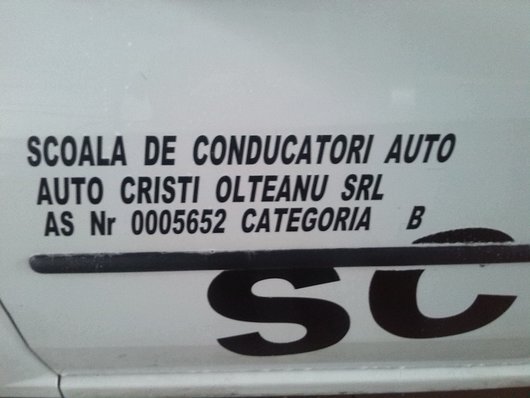 SCOALA DE CONDUCATORI AUTO
AUTO CRISTI OLTEANU SRL
AS Nr 0005652 CATEGORIA B
SC